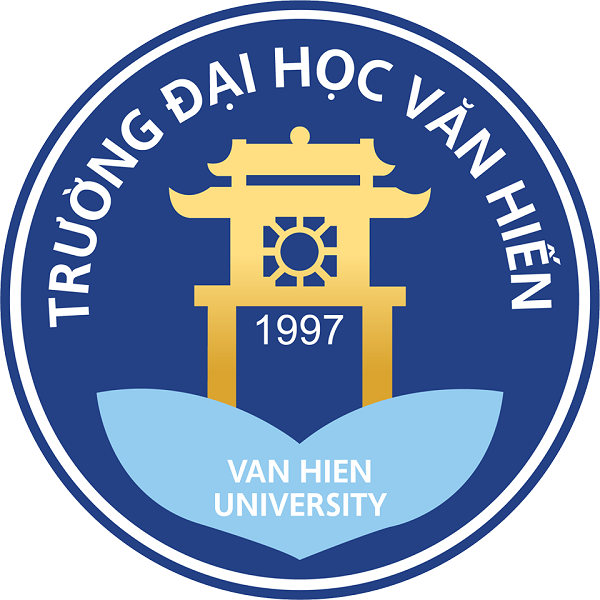 TRƯỜNG ĐẠI HỌC VĂN HIẾN
1997
VAN HIEN
UNIVERSITY